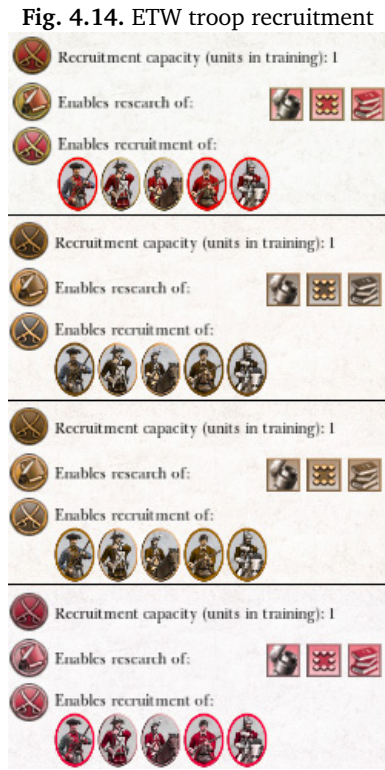 Fig. 4.14. ETW troop recruitment
Recruitment capacity (units in training): 1
Enables research of:
Enables recruitment of:
Recruitment capacity (units in training): 1
Enables research of:
Enables recruitment of:
Recruitment capacity (units in training): 1
Enables research of:
Enables recruitment of:
Recruitment capacity (units in training): 1
Enables research of:
Enables recruitment of: